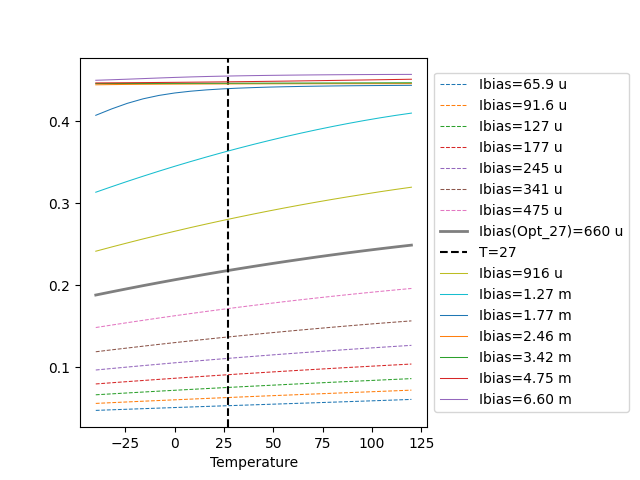 0.4
0.3
0.2
0.1
−25
0
25
50
75
100
125
Temperature
Ibias=65.9 u
Ibias=91.6 u
Ibias=127 u
Ibias=177 u
Ibias=245 u
Ibias=341 u
Ibias=475 u
Ibias(Opt_27)=660 u
T=27
Ibias=916 u
Ibias=1.27 m
Ibias=1.77 m
Ibias=2.46 m
Ibias=3.42 m
Ibias=4.75 m
Ibias=6.60 m